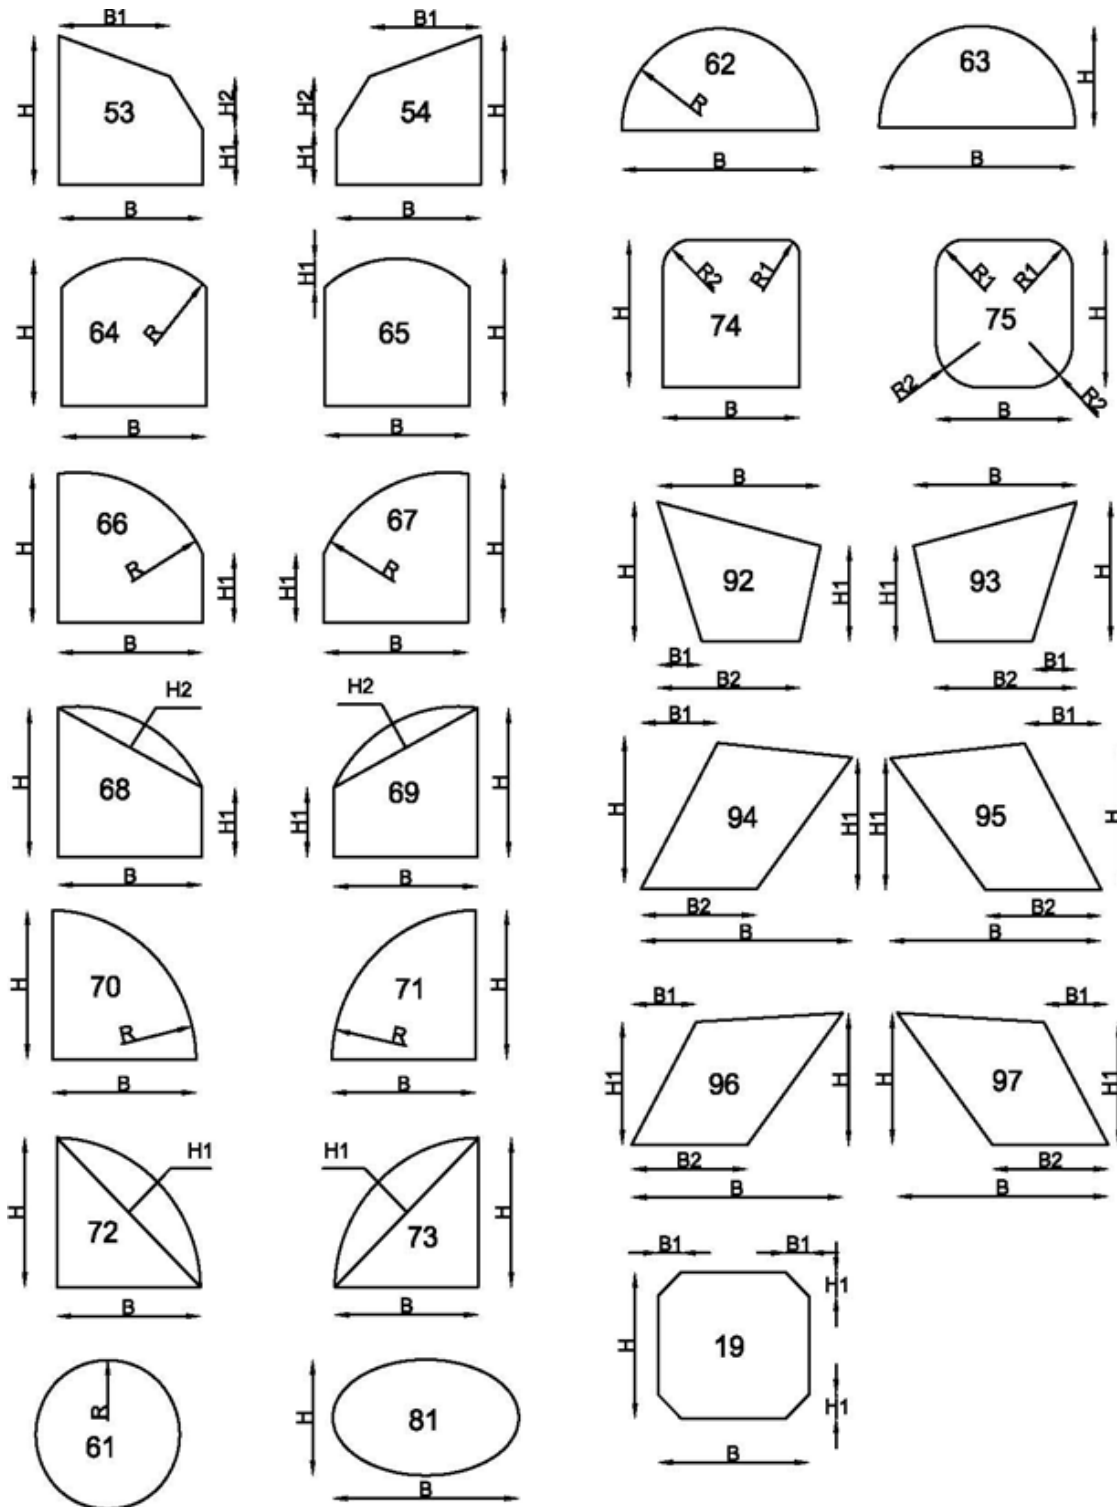 B1 B1
H 53 H2 H1 H2 H1 54 H
B B
62 R B
63 H B
H 64 R B
H1 65 H B
H 74 R2 R1 B
R1 R1 75 H R2 R2 B
H 66 R H1 B
H1 67 R H B
B H 92 H1 B1 B2
B H1 93 H B1 B2
H2 H 68 H1 B
H2 H1 69 H B
B1 H 94 H1 B2 B
B1 H1 95 H B2 B
H 70 R B
71 R H B
B1 H1 96 H B2 B
B1 H 97 H1 B2 B
H1 H 72 B
H1 73 H B
B1 B1 H1 H 19 H1 B
R 61
H 81 B